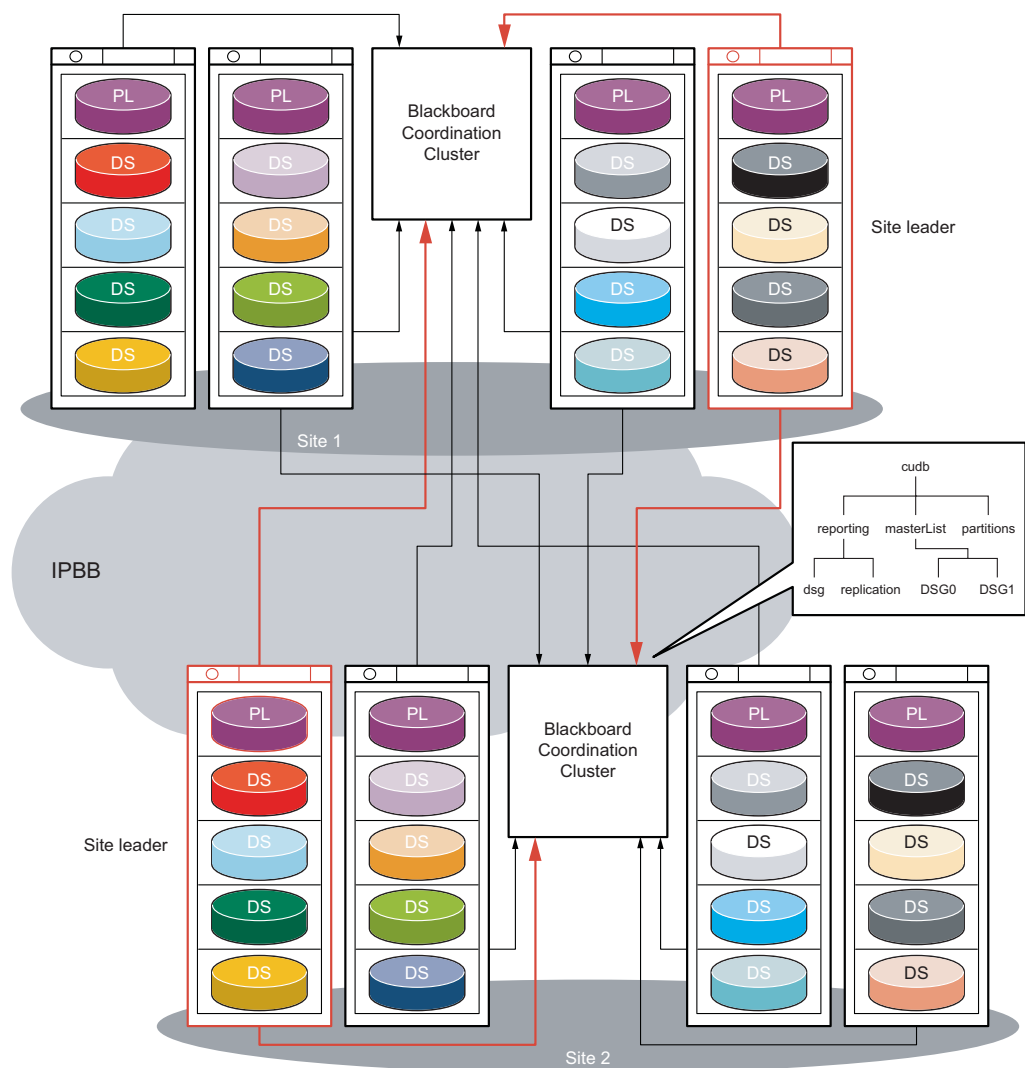 PL PL PL PL
Blackboard
Coordination
Cluster
DS DS DS DS
DS DS DS DS
Site leader
DS DS DS DS
DS DS DS DS
Site 1
cudb
reporting masterList partitions
IPBB
dsg replication DSG0 DSG1
PL PL PL PL
Blackboard
Coordination
Cluster
DS DS DS DS
DS DS DS DS
Site leader
DS DS DS DS
DS DS DS DS
Site 2